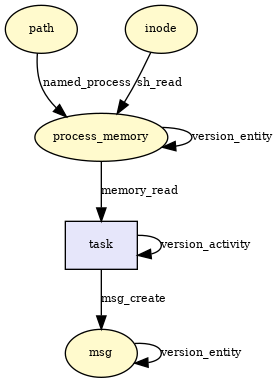 path
inode
named_process
sh_read
process_memory
version_entity
memory_read
task
version_activity
msg_create
msg
version_entity